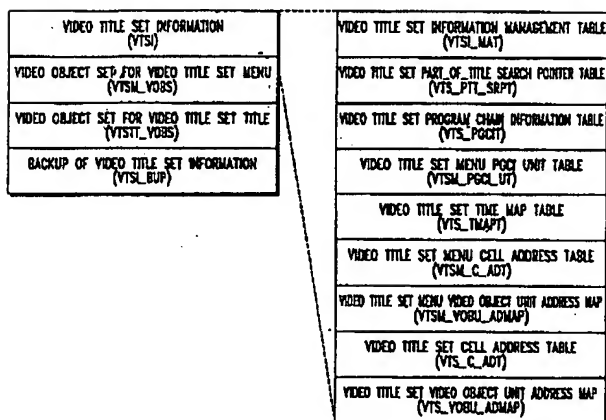 VIDEO TITLE SET INFORMATION
(VTSI)
VIDEO OBJECT SET FOR VIDEO TITLE SET MENU
(VTSM_VOBS)
VIDEO OBJECT SET FOR VIDEO TITLE SET TITLE
(VTSTT_VOBS)
BACKUP OF VIDEO TITLE SET INFORMATION
(VTSI_BUP)
VIDEO TITLE SET INFORMATION MANAGEMENT TABLE
(VTSI_MAT)
VIDEO TITLE SET PART_OF_TITLE SEARCH POINTER TABLE
(VTS_PTT_SRPT)
VIDEO TITLE SET PROGRAM CHAIN INFORMATION TABLE
(VTS_PGCIT)
VIDEO TITLE SET MENU PGCI UNIT TABLE
(VTSM_PGCI_UT)
VIDEO TITLE SET TIME MAP TABLE
(VTS_TMAPT)
VIDEO TITLE SET MENU CELL ADDRESS TABLE
(VTSM_C_ADT)
VIDEO TITLE SET MENU VIDEO OBJECT UNIT ADDRESS MAP
(VTSM_VOBU_ADMAP)
VIDEO TITLE SET CELL ADDRESS TABLE
(VTS_C_ADT)
VIDEO TITLE SET VIDEO OBJECT UNIT ADDRESS MAP
(VTS_VOBU_ADMAP)